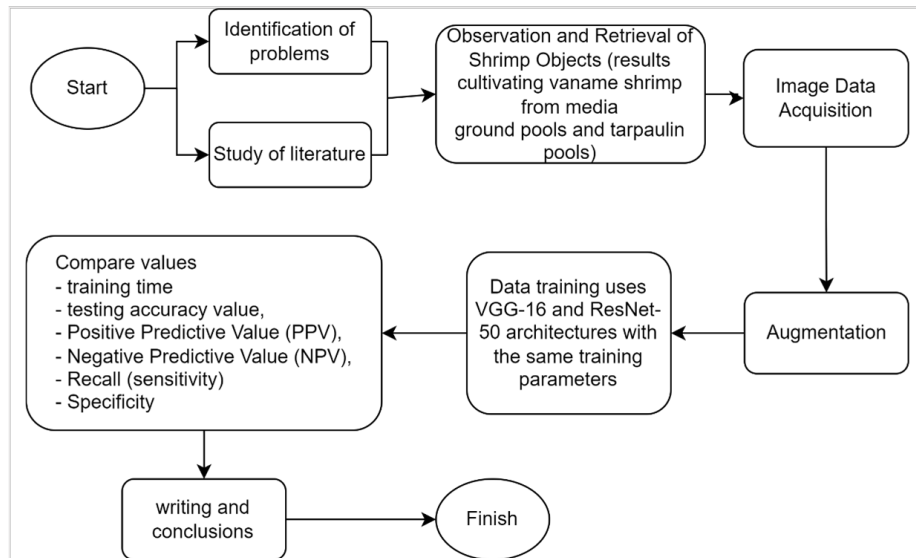 Start
Identification of
problems
Study of literature
Observation and Retrieval of
Shrimp Objects (results
cultivating vaname shrimp
from media
ground pools and tarpaulin
pools)
Image Data
Acquisition
Augmentation
Data training uses
VGG-16 and ResNet-
50 architectures with
the same training
parameters
Compare values
- training time
- testing accuracy value,
- Positive Predictive Value (PPV),
- Negative Predictive Value (NPV),
- Recall (sensitivity)
- Specificity
writing and
conclusions
Finish